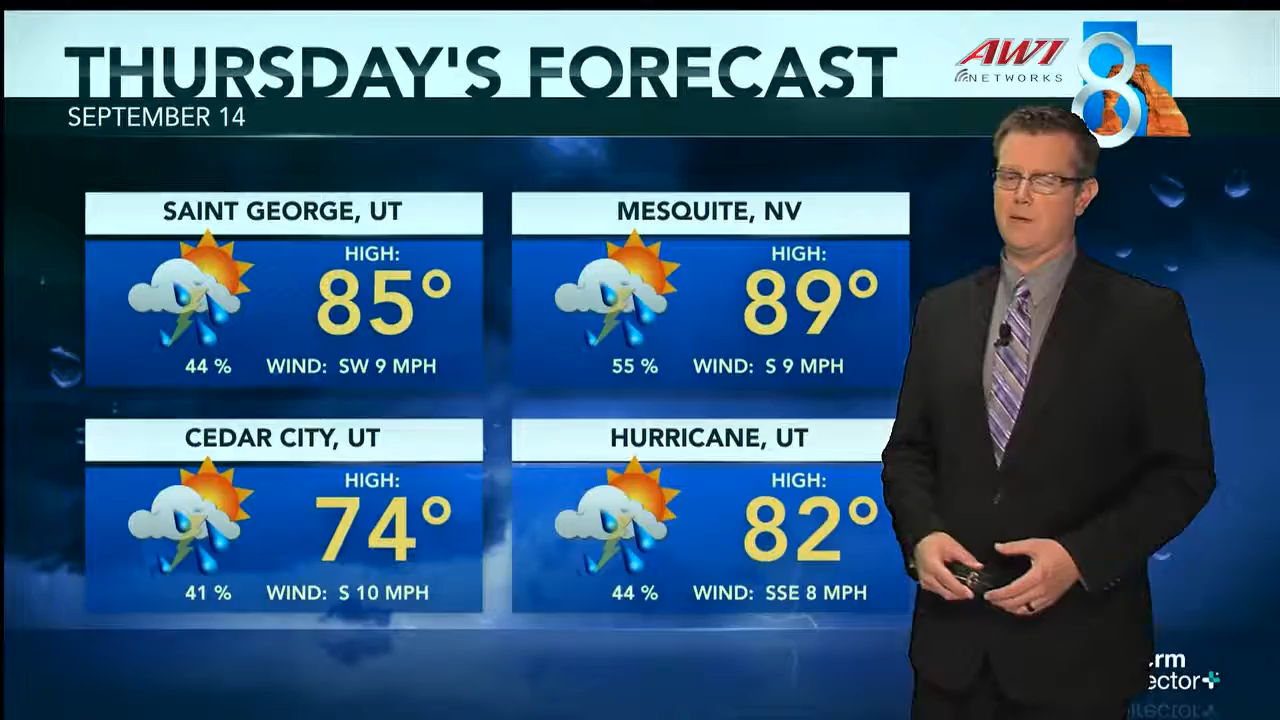 THURSDAY'S FORECAST
SEPTEMBER 14
AWI
NETWORKS
8
SAINT GEORGE, UT
HIGH:
85°
44 %
WIND: SW 9 MPH
MESQUITE, NV
HIGH:
89°
55 %
WIND: S 9 MPH
CEDAR CITY, UT
HIGH:
74°
41 %
WIND: S 10 MPH
HURRICANE, UT
HIGH:
82°
44 %
WIND: SSE 8 MPH
rm
ector+